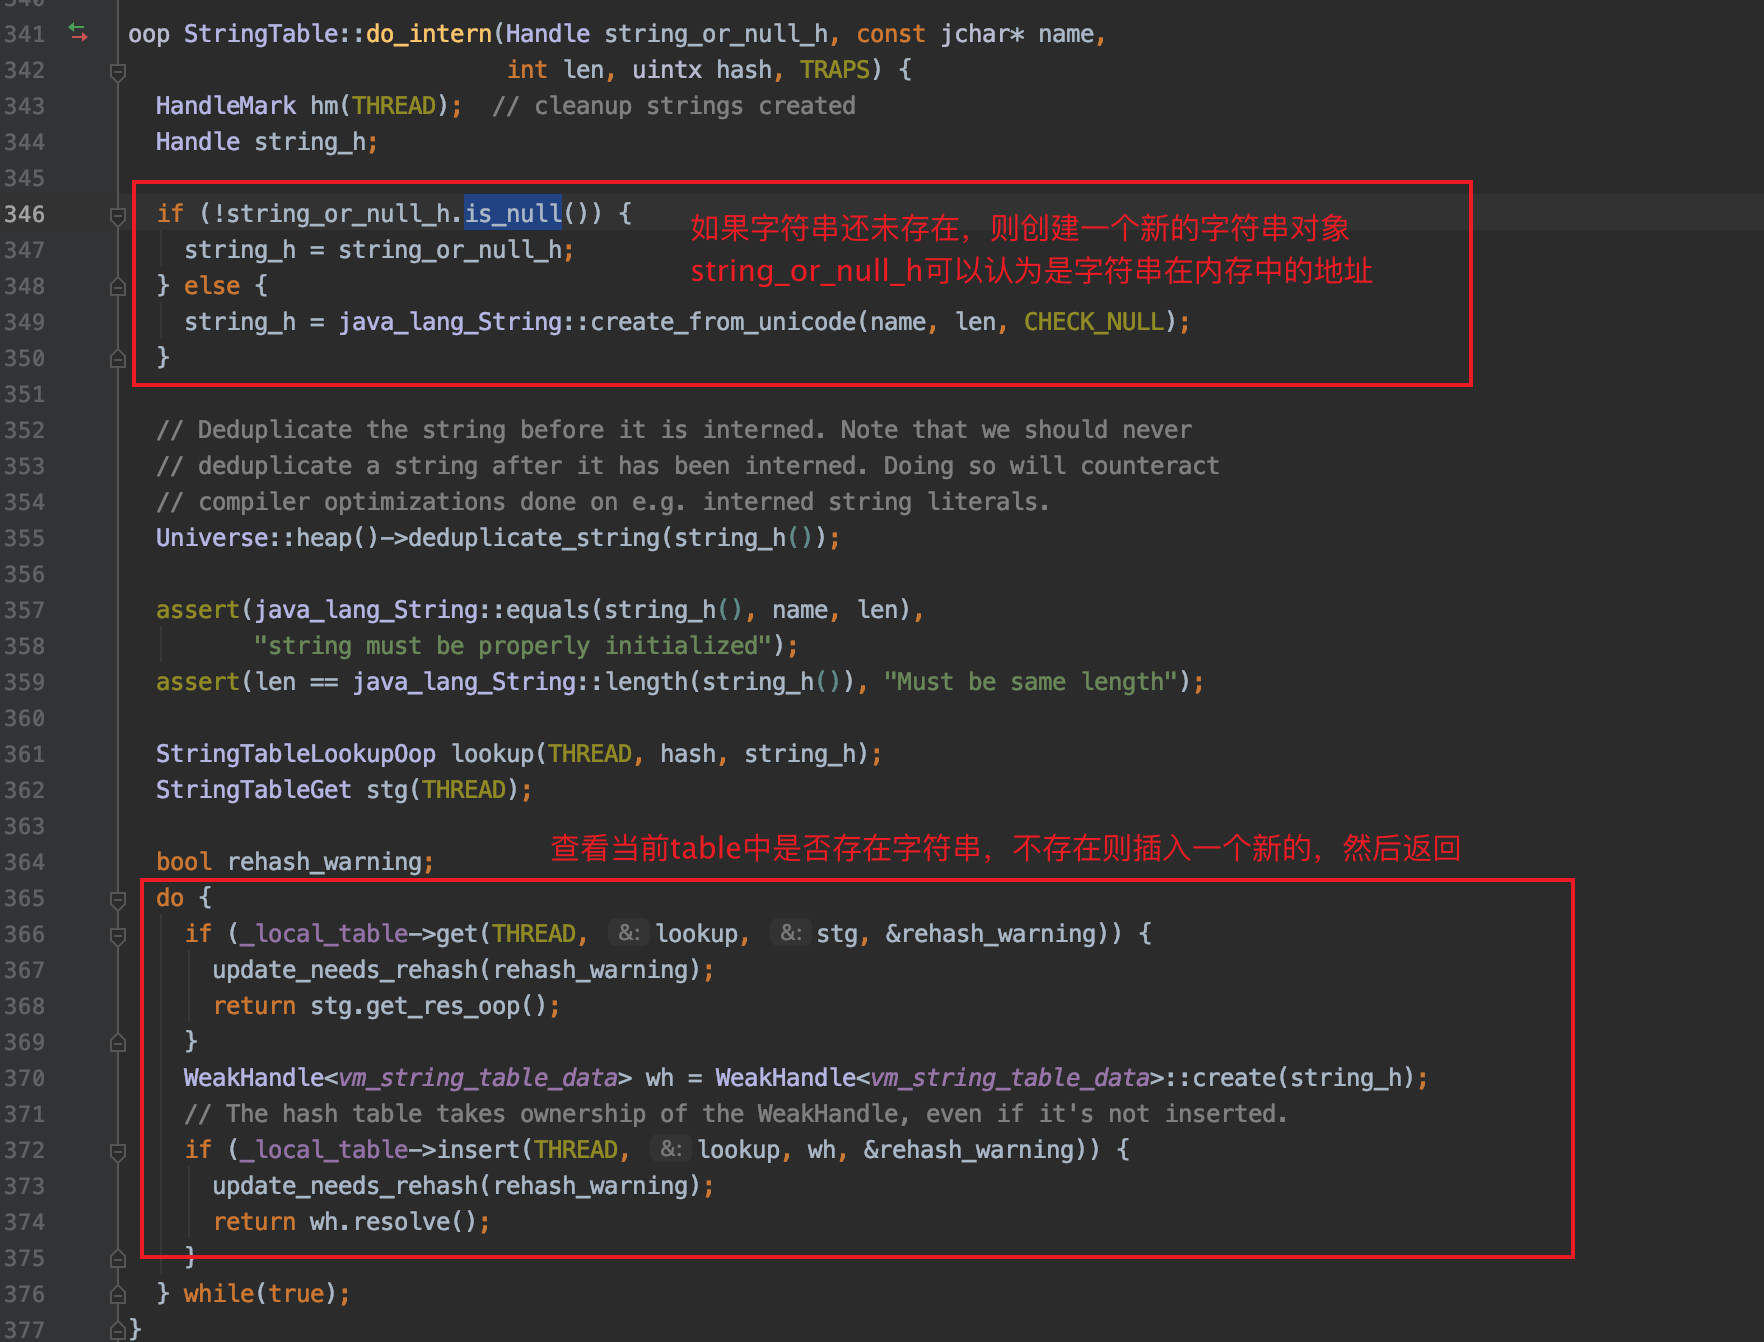 340
341 oop StringTable::do_intern(Handle string_or_null_h, const jchar* name,
342 int len, uintx hash, TRAPS) {
343 HandleMark hm(THREAD);  // cleanup strings created
344 Handle string_h;
345
346 if (!string_or_null_h.is_null()) {
如果字符串还未存在，则创建一个新的字符串对象
347 string_h = string_or_null_h;
string_or_null_h可以认为是字符串在内存中的地址
348 } else {
349 string_h = java_lang_String::create_from_unicode(name, len, CHECK_NULL);
350 }
351
352 // Deduplicate the string before it is interned. Note that we should never
353 // deduplicate a string after it has been interned. Doing so will counteract
354 // compiler optimizations done on e.g. interned string literals.
355 Universe::heap()->deduplicate_string(string_h());
356
357 assert(java_lang_String::equals(string_h(), name, len),
358 "string must be properly initialized");
359 assert(len == java_lang_String::length(string_h()), "Must be same length");
360
361 StringTableLookupOop lookup(THREAD, hash, string_h);
362 StringTableGet stg(THREAD);
363
查看当前table中是否存在字符串，不存在则插入一个新的，然后返回
364 bool rehash_warning;
365 do {
366 if (_local_table->get(THREAD, &: lookup, &: stg, &rehash_warning)) {
367 update_needs_rehash(rehash_warning);
368 return stg.get_res_oop();
369 }
370 WeakHandle<vm_string_table_data> wh = WeakHandle<vm_string_table_data>::create(string_h);
371 // The hash table takes ownership of the WeakHandle, even if it's not inserted.
372 if (_local_table->insert(THREAD, &: lookup, wh, &rehash_warning)) {
373 update_needs_rehash(rehash_warning);
374 return wh.resolve();
375 }
376 } while(true);
377 }